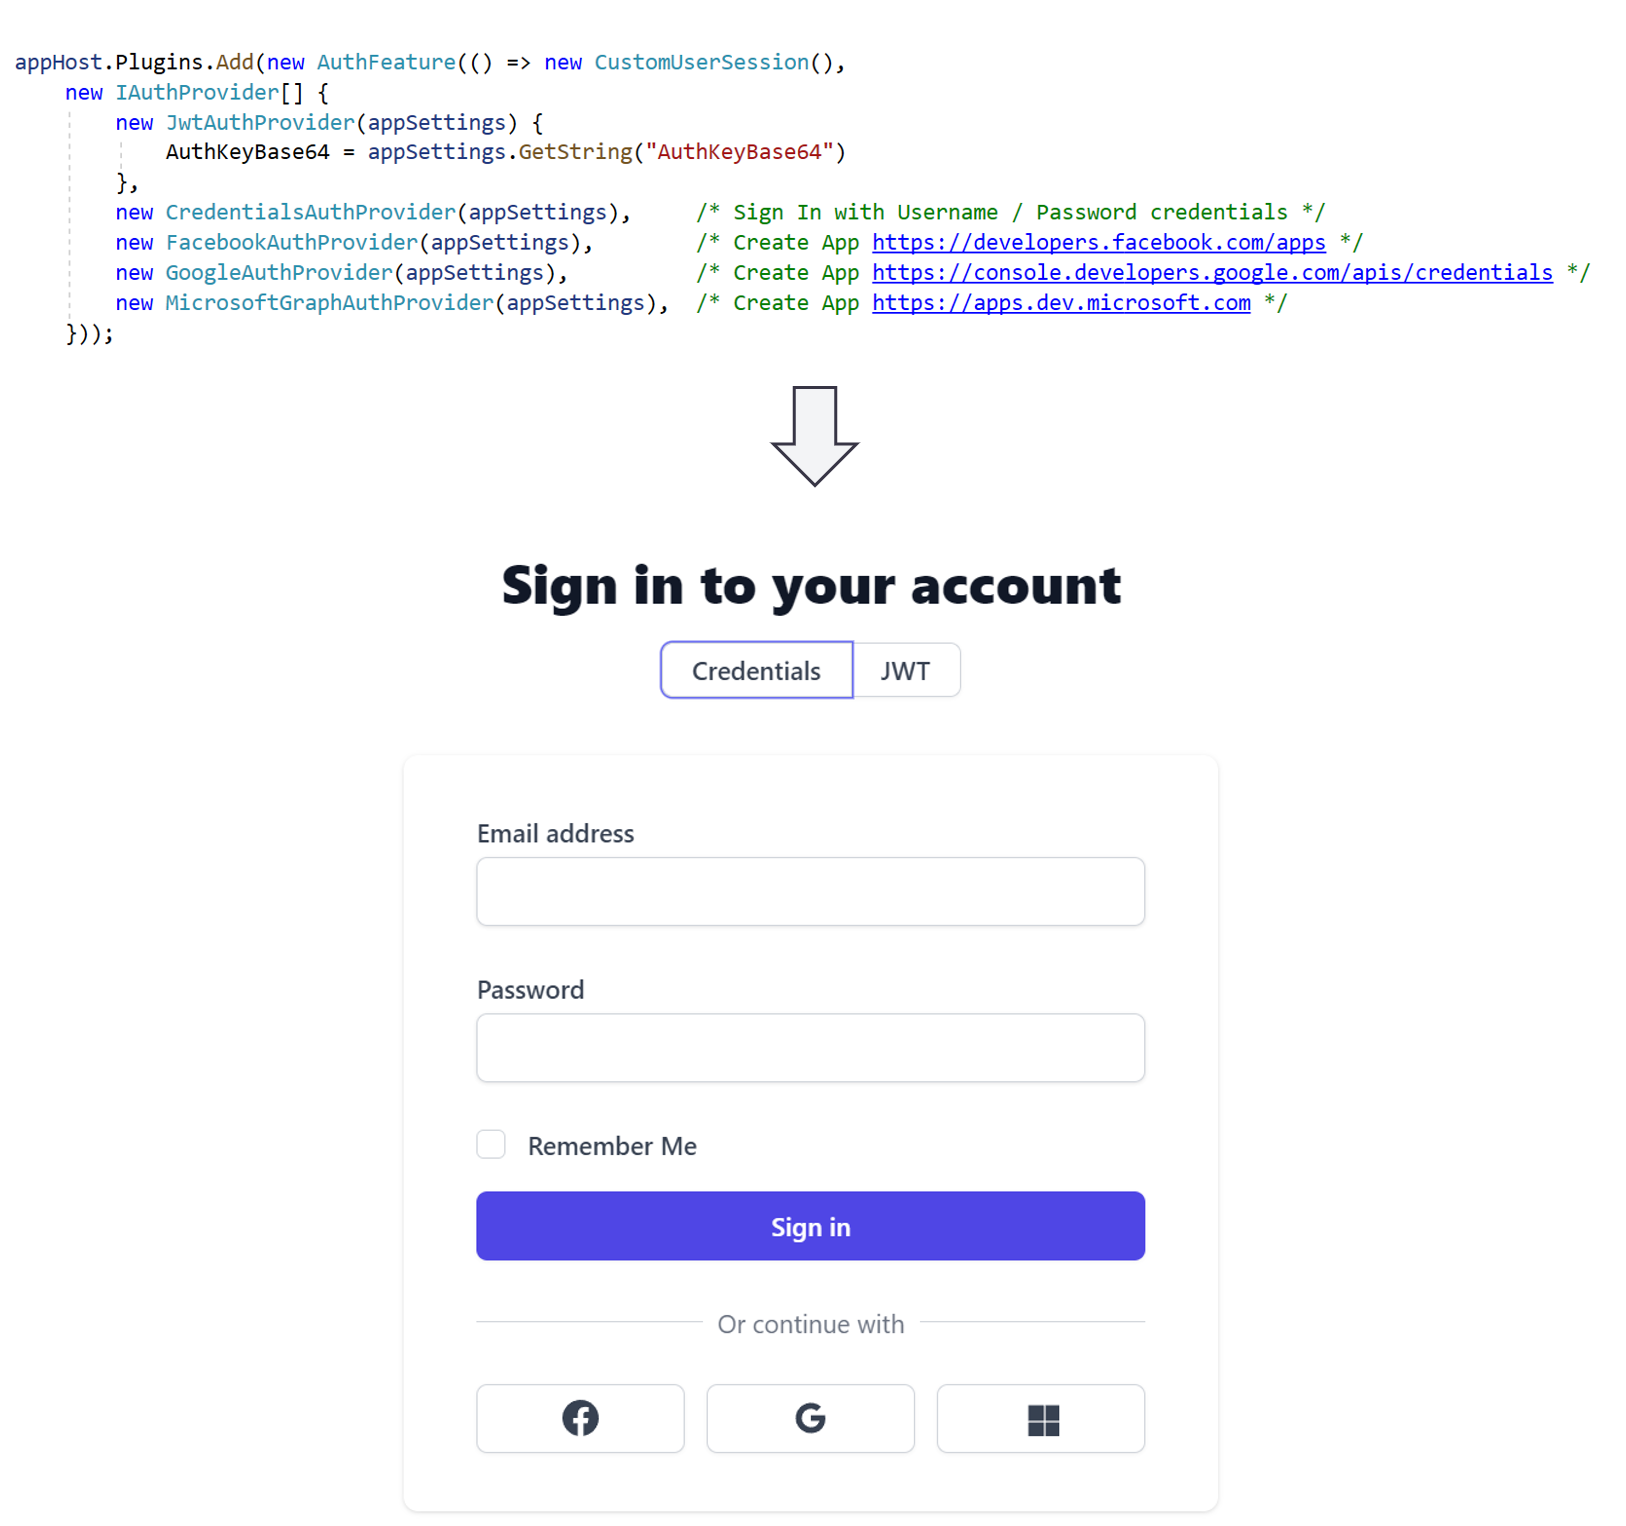 appHost.Plugins.Add(new AuthFeature(() => new CustomUserSession(),
    new IAuthProvider[] {
        new JwtAuthProvider(appSettings) {
            AuthKeyBase64 = appSettings.GetString("AuthKeyBase64")
        },
        new CredentialsAuthProvider(appSettings),     /* Sign In with Username / Password credentials */
        new FacebookAuthProvider(appSettings),        /* Create App https://developers.facebook.com/apps */
        new GoogleAuthProvider(appSettings),          /* Create App https://console.developers.google.com/apis/credentials */
        new MicrosoftGraphAuthProvider(appSettings),  /* Create App https://apps.dev.microsoft.com */
    }));
Sign in to your account
Credentials JWT
Email address
Password
Remember Me
Sign in
Or continue with